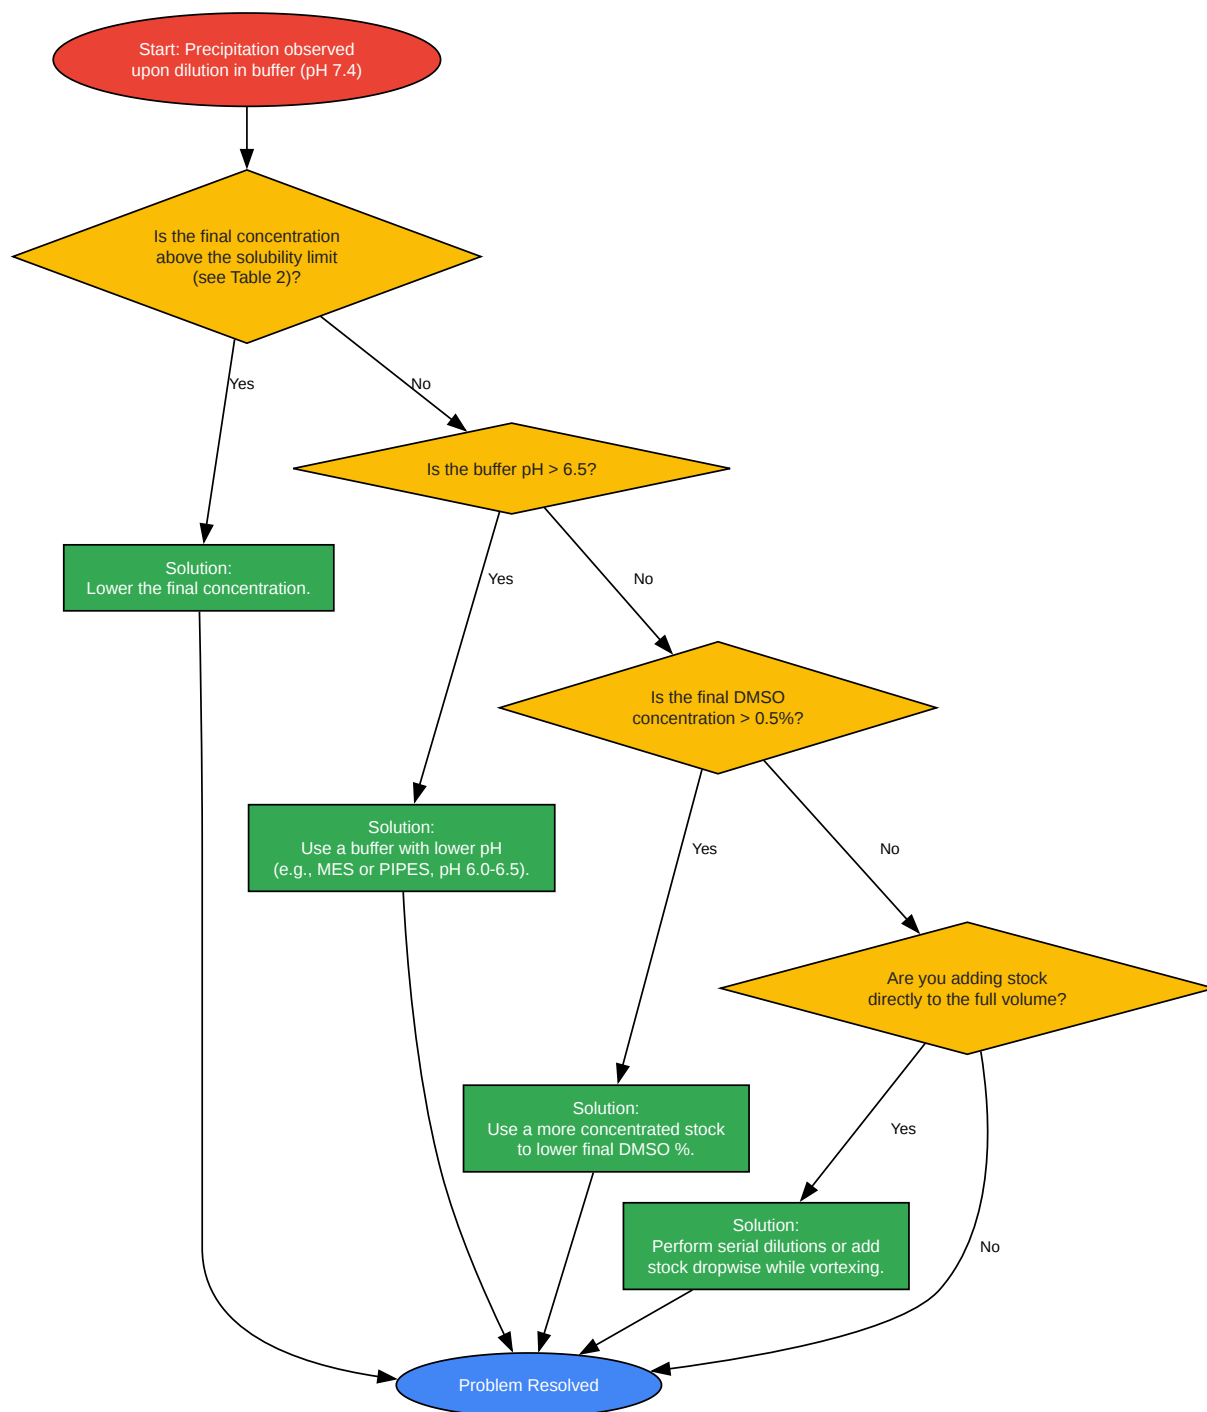 Start: Precipitation observed
upon dilution in buffer (pH 7.4)
Is the final concentration
above the solubility limit
(see Table 2)?
Yes
No
Is the buffer pH > 6.5?
Solution:
Lower the final concentration.
Yes
No
Is the final DMSO
concentration > 0.5%?
Solution:
Use a buffer with lower pH
(e.g., MES or PIPES, pH 6.0-6.5).
Yes
No
Are you adding stock
directly to the full volume?
Solution:
Use a more concentrated stock
to lower final DMSO %.
Yes
Solution:
Perform serial dilutions or add
stock dropwise while vortexing.
No
Problem Resolved